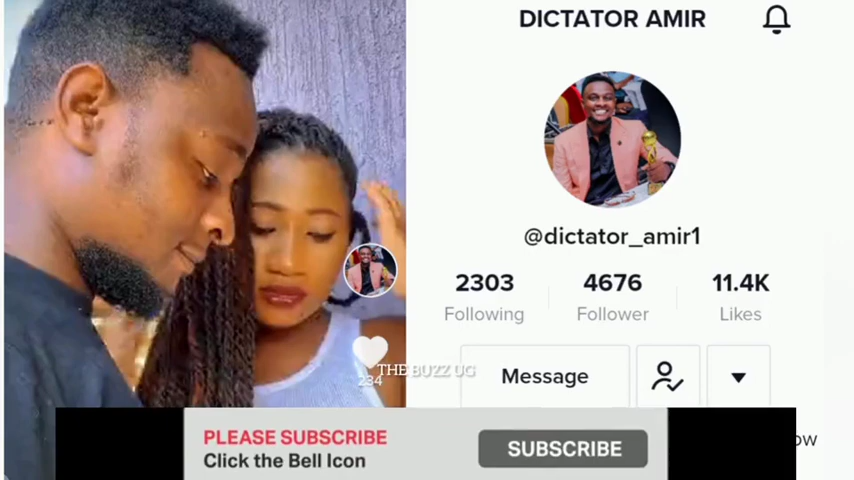 DICTATOR AMIR
@dictator_amir1
2303 4676 11.4K
Following Follower Likes
234
THE BUZZ UG
Message
PLEASE SUBSCRIBE
Click the Bell Icon
SUBSCRIBE